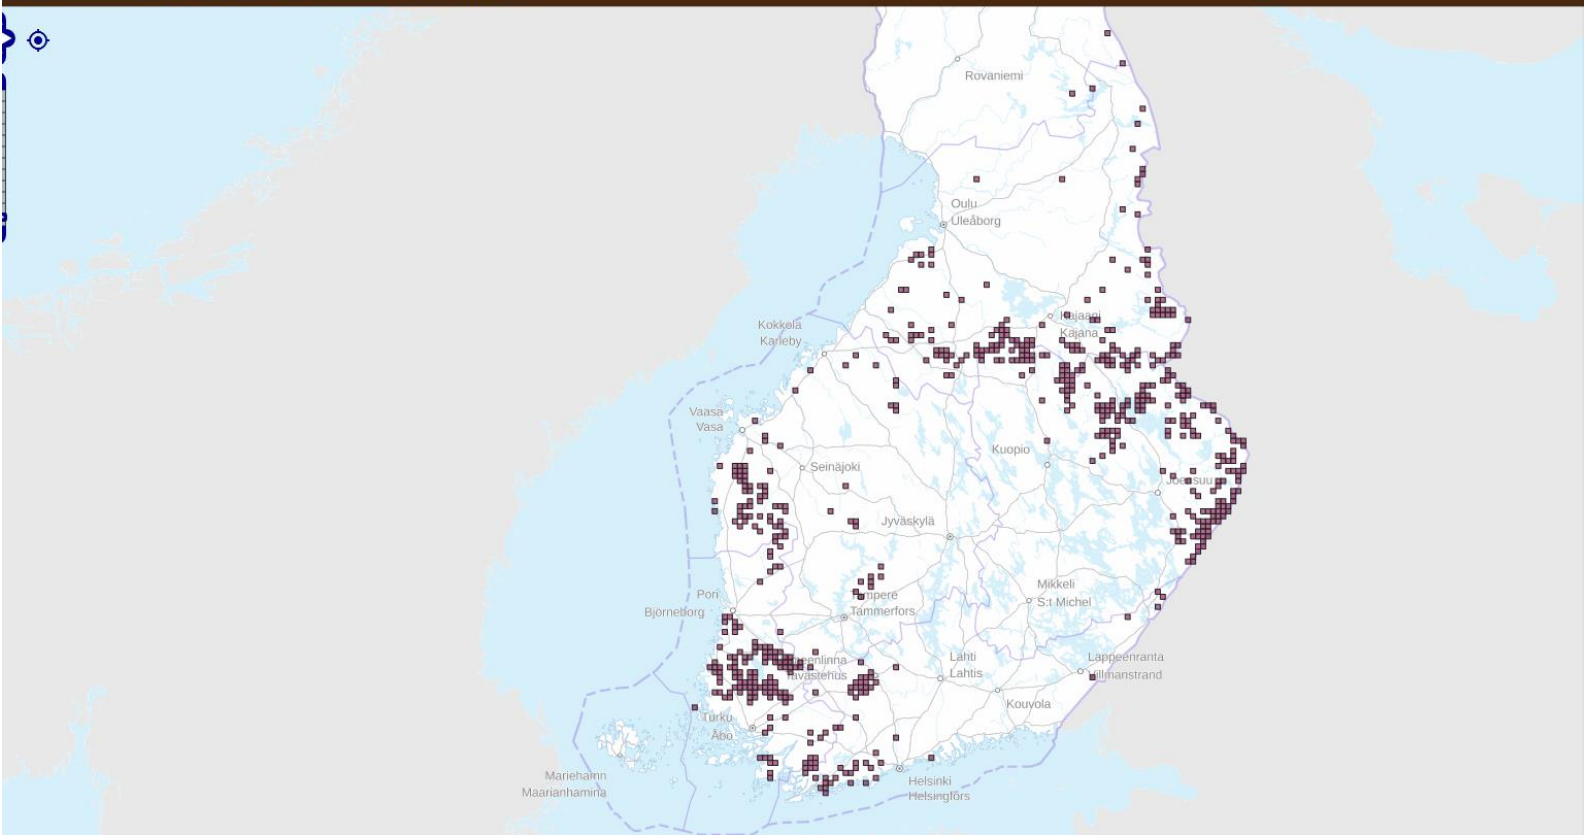 Rovaniemi
Oulu
Uleåborg
Kokkola
Karleby
Kajaani
Kajana
Vaasa
Vasa
Seinäjoki
Kuopio
Joensuu
Jyväskylä
Mikkeli
S:t Michel
Pori
Björneborg
Tammerfors
Lahti
Lahtis
Lappeenranta
Kouvola
Turku
Åbo
Helsinki
Helsingfors
Mariehamn
Maarianhamina